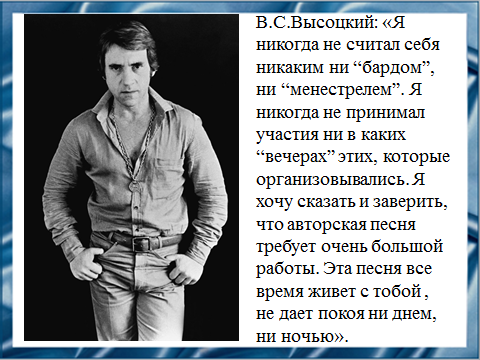 В.С.Высоцкий: «Я
никогда не считал себя
никаким ни “бардом”,
ни “менестрелем”. Я
никогда не принимал
участия ни в каких
“вечерах” этих, которые
организовывались. Я
хочу сказать и заверить,
что авторская песня
требует очень большой
работы. Эта песня все
время живет с тобой ,
не дает покоя ни днем,
ни ночью».